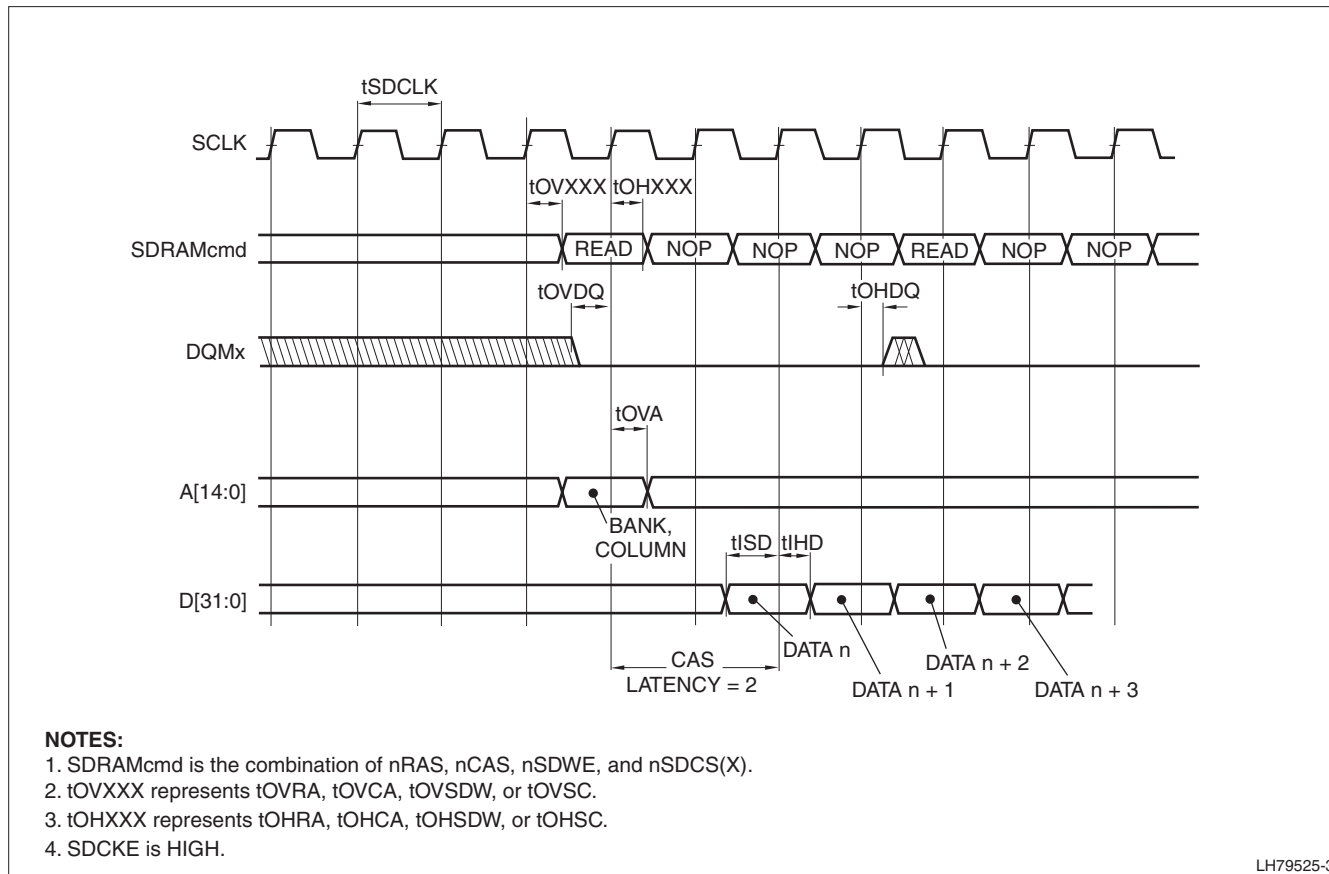 tSDCLK
SCLK
tOVXXX tOHXXX
SDRAMcmd READ NOP NOP NOP READ NOP NOP
tOVDQ tOHDQ
DQMx
tOVA
A[14:0]
BANK,
COLUMN
tISD tIHD
D[31:0]
DATA n
CAS
LATENCY = 2
DATA n + 1
DATA n + 2
DATA n + 3
NOTES:
1. SDRAMcmd is the combination of nRAS, nCAS, nSDWE, and nSDCS(X).
2. tOVXXX represents tOVRA, tOVCA, tOVSDW, or tOVSC.
3. tOHXXX represents tOHRA, tOHCA, tOHSDW, or tOHSC.
4. SDCKE is HIGH.